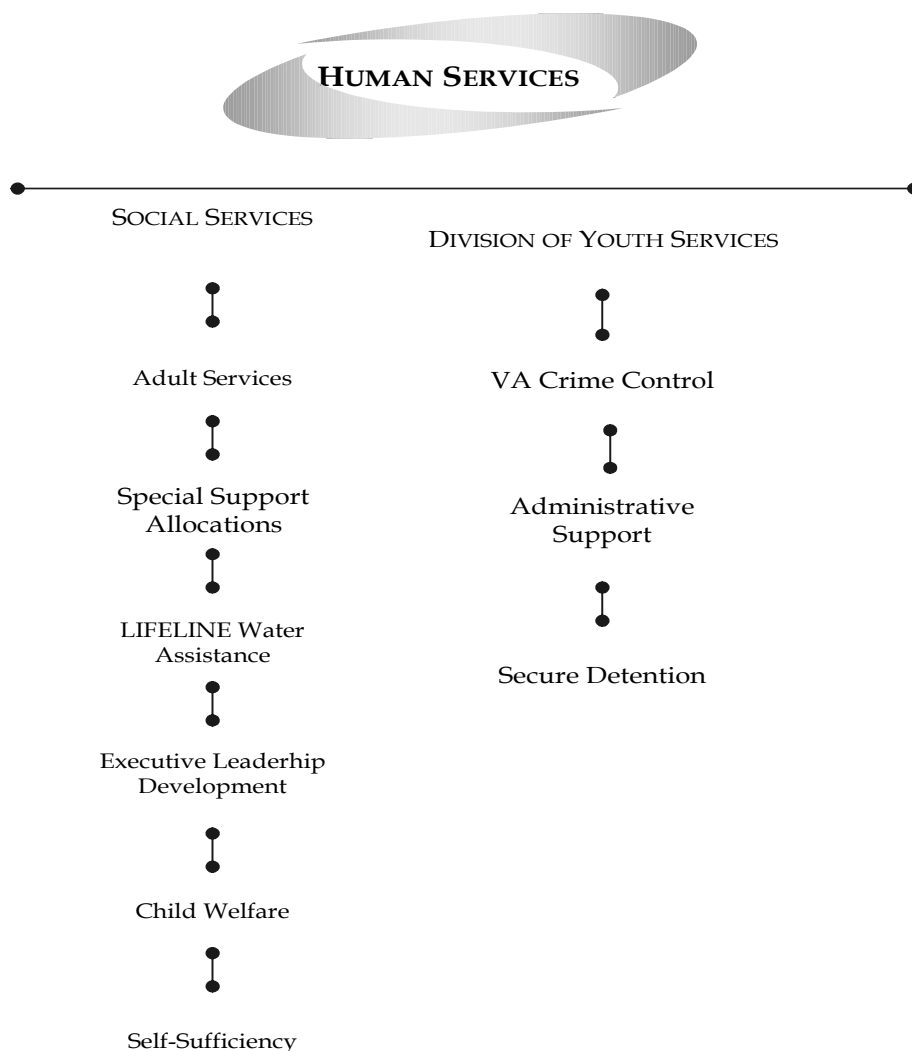 HUMAN SERVICES
SOCIAL SERVICES
Adult Services
Special Support
Allocations
LIFELINE Water
Assistance
Executive Leaderhip
Development
Child Welfare
Self-Sufficiency
DIVISION OF YOUTH SERVICES
VA Crime Control
Administrative
Support
Secure Detention